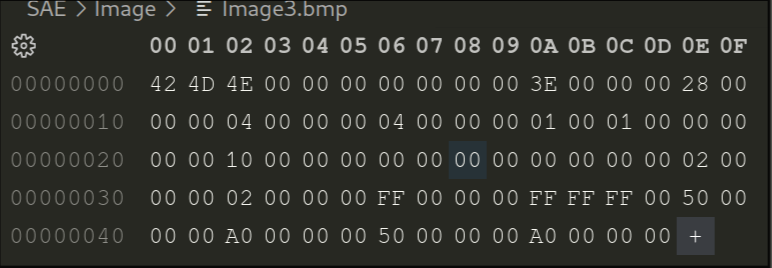 SAE > Image > Image3.bmp
00 01 02 03 04 05 06 07 08 09 0A 0B 0C 0D 0E 0F
00000000 42 4D 4E 00 00 00 00 00 00 00 3E 00 00 00 28 00
00000010 00 00 04 00 00 00 04 00 00 00 01 00 01 00 00 00
00000020 00 00 10 00 00 00 00 00 00 00 00 00 00 00 02 00
00000030 00 00 02 00 00 00 FF 00 00 00 FF FF FF 00 50 00
00000040 00 00 A0 00 00 00 50 00 00 00 A0 00 00 00 +